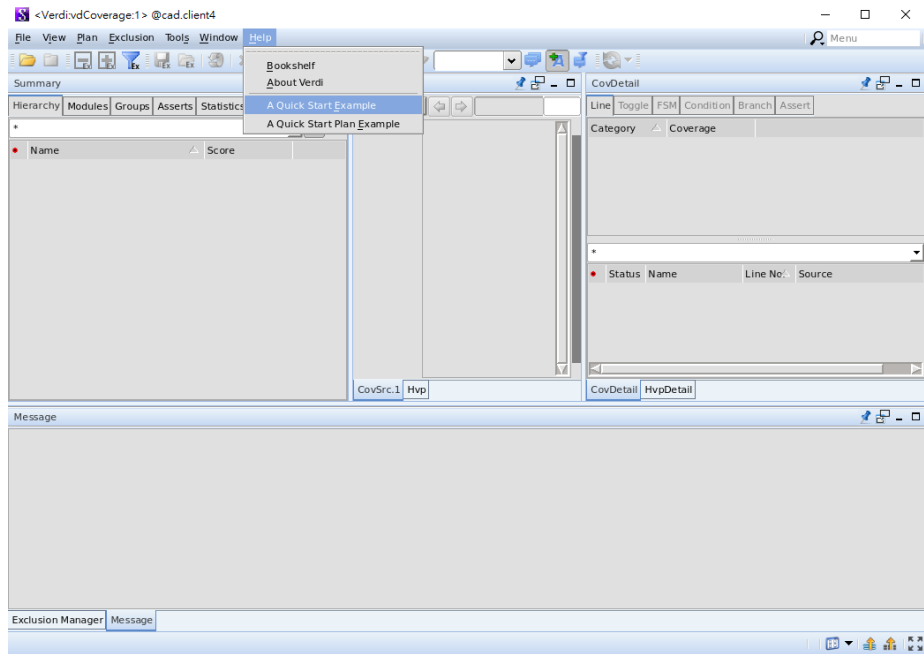 <Verdi:vdCoverage:1> @cad.client4
File View Plan Exclusion Tools Window Help
Menu
Bookshelf
About Verdi
A Quick Start Example
A Quick Start Plan Example
Summary
CovDetail
Hierarchy Modules Groups Asserts Statistics
Line Toggle FSM Condition Branch Assert
*
Category Coverage
Name Score
*
Status Name Line No. Source
CovSrc.1 Hvp
CovDetail HvpDetail
Message
Exclusion Manager Message